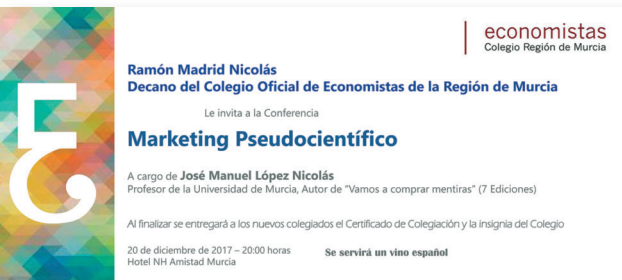 economistas
Colegio Región de Murcia
Ramón Madrid Nicolás
Decano del Colegio Oficial de Economistas de la Región de Murcia
Le invita a la Conferencia
Marketing Pseudocientífico
A cargo de José Manuel López Nicolás
Profesor de la Universidad de Murcia, Autor de "Vamos a comprar mentiras" (7 Ediciones)
Al finalizar se entregará a los nuevos colegiados el Certificado de Colegiación y la insignia del Colegio
20 de diciembre de 2017 – 20:00 horas
Se servirá un vino español
Hotel NH Amistad Murcia